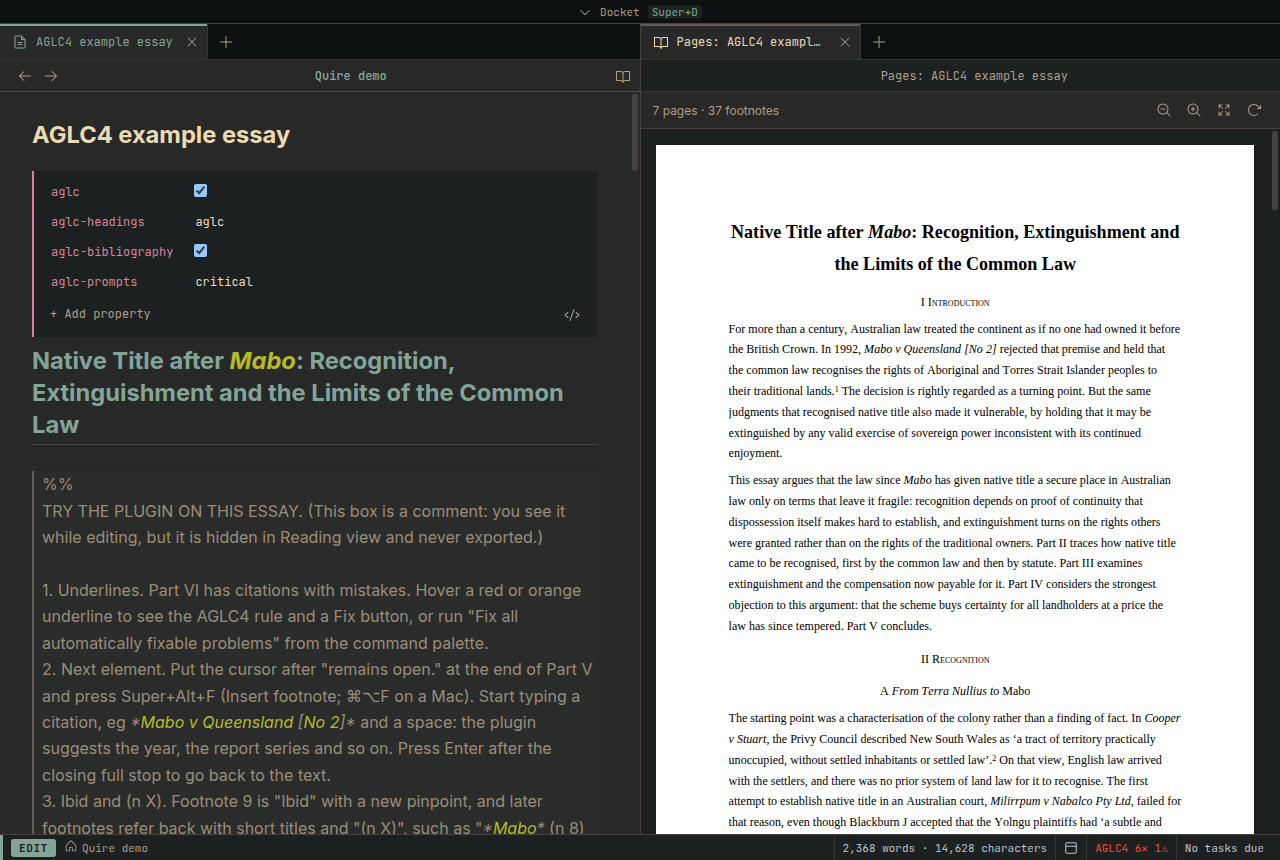 Docket Super+D
AGLC4 example essay
Pages: AGLC4 exampl…
Quire demo
Pages: AGLC4 example essay
7 pages · 37 footnotes
AGLC4 example essay
aglc
aglc-headings aglc
aglc-bibliography
aglc-prompts critical
+ Add property </>
Native Title after Mabo: Recognition,
Extinguishment and the Limits of the Common
Law
%%
TRY THE PLUGIN ON THIS ESSAY. (This box is a comment: you see it
while editing, but it is hidden in Reading view and never exported.)
1. Underlines. Part VI has citations with mistakes. Hover a red or orange
underline to see the AGLC4 rule and a Fix button, or run "Fix all
automatically fixable problems" from the command palette.
2. Next element. Put the cursor after "remains open." at the end of Part V
and press Super+Alt+F (Insert footnote; ⌘⌥F on a Mac). Start typing a
citation, eg *Mabo v Queensland [No 2]* and a space: the plugin
suggests the year, the report series and so on. Press Enter after the
closing full stop to go back to the text.
3. Ibid and (n X). Footnote 9 is "Ibid" with a new pinpoint, and later
footnotes refer back with short titles and "(n X)", such as "*Mabo* (n 8)
Native Title after Mabo: Recognition, Extinguishment and
the Limits of the Common Law
I Introduction
For more than a century, Australian law treated the continent as if no one had owned it before
the British Crown. In 1992, Mabo v Queensland [No 2] rejected that premise and held that
the common law recognises the rights of Aboriginal and Torres Strait Islander peoples to
their traditional lands.¹ The decision is rightly regarded as a turning point. But the same
judgments that recognised native title also made it vulnerable, by holding that it may be
extinguished by any valid exercise of sovereign power inconsistent with its continued
enjoyment.
This essay argues that the law since Mabo has given native title a secure place in Australian
law only on terms that leave it fragile: recognition depends on proof of continuity that
dispossession itself makes hard to establish, and extinguishment turns on the rights others
were granted rather than on the rights of the traditional owners. Part II traces how native title
came to be recognised, first by the common law and then by statute. Part III examines
extinguishment and the compensation now payable for it. Part IV considers the strongest
objection to this argument: that the scheme buys certainty for all landholders at a price the
law has since tempered. Part V concludes.
II Recognition
A From Terra Nullius to Mabo
The starting point was a characterisation of the colony rather than a finding of fact. In Cooper
v Stuart, the Privy Council described New South Wales as ‘a tract of territory practically
unoccupied, without settled inhabitants or settled law’.² On that view, English law arrived
with the settlers, and there was no prior system of land law for it to recognise. The first
attempt to establish native title in an Australian court, Milirrpum v Nabalco Pty Ltd, failed for
that reason, even though Blackburn J accepted that the Yolngu plaintiffs had ‘a subtle and
EDIT Quire demo
2,368 words · 14,628 characters
AGLC4 6× 1⚠
No tasks due